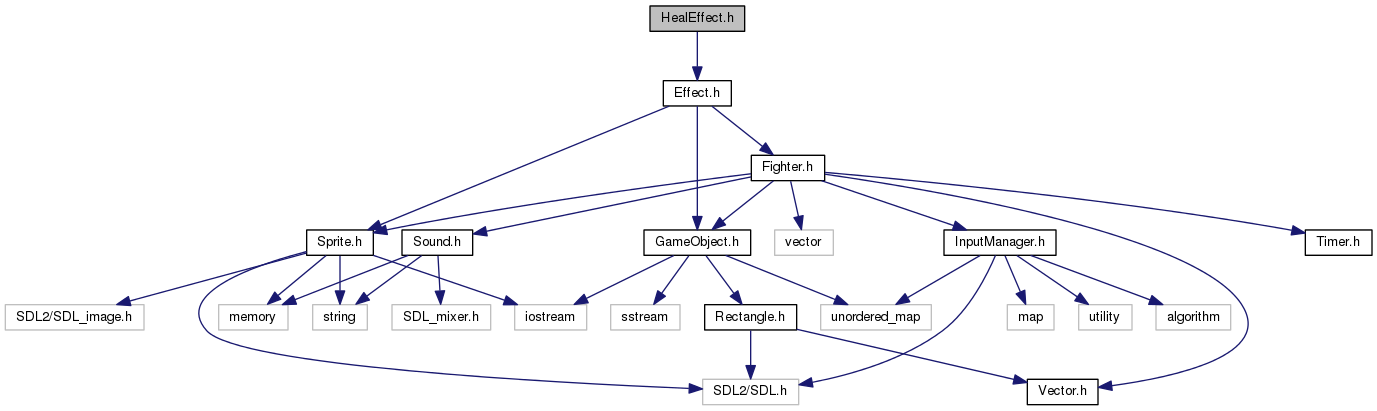 HealEffect.h
Effect.h
Fighter.h
Sprite.h
Sound.h
GameObject.h
vector
InputManager.h
Timer.h
SDL2/SDL_image.h
memory
string
SDL_mixer.h
iostream
sstream
Rectangle.h
unordered_map
map
utility
algorithm
SDL2/SDL.h
Vector.h